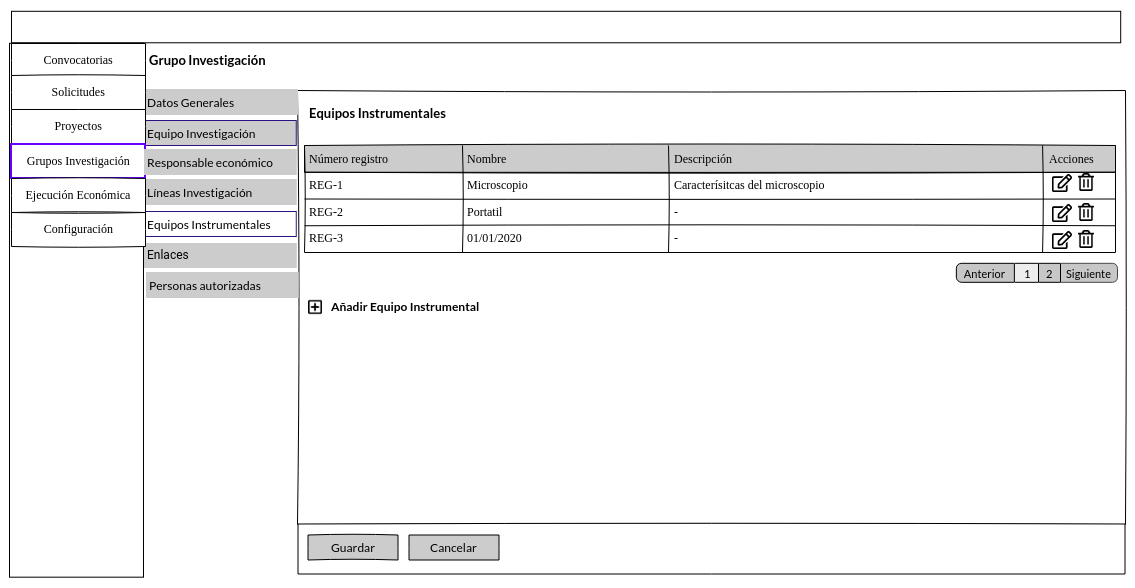 Convocatorias
Solicitudes
Proyectos
Grupos Investigación
Ejecución Económica
Configuración
Grupo Investigación
Datos Generales
Equipo Investigación
Responsable económico
Líneas Investigación
Equipos Instrumentales
Enlaces
Personas autorizadas
Equipos Instrumentales
Número registro Nombre Descripción Acciones
REG-1 Microscopio Caracterísitcas del microscopio
REG-2 Portatil -
REG-3 01/01/2020 -
Anterior 1 2 Siguiente
Añadir Equipo Instrumental
Guardar Cancelar